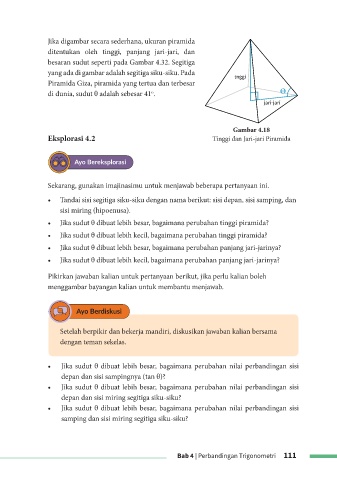 Jika digambar secara sederhana, ukuran piramida
ditentukan oleh tinggi, panjang jari-jari, dan
besaran sudut seperti pada Gambar 4.32. Segitiga
yang ada di gambar adalah segitiga siku-siku. Pada
Piramida Giza, piramida yang tertua dan terbesar
di dunia, sudut θ adalah sebesar 41°.
tinggi
θ
jari-jari
Gambar 4.18
Tinggi dan Jari-jari Piramida
Eksplorasi 4.2
Ayo Bereksplorasi
Sekarang, gunakan imajinasimu untuk menjawab beberapa pertanyaan ini.
• Tandai sisi segitiga siku-siku dengan nama berikut: sisi depan, sisi samping, dan
sisi miring (hipoenusa).
• Jika sudut θ dibuat lebih besar, bagaimana perubahan tinggi piramida?
• Jika sudut θ dibuat lebih kecil, bagaimana perubahan tinggi piramida?
• Jika sudut θ dibuat lebih besar, bagaimana perubahan panjang jari-jarinya?
• Jika sudut θ dibuat lebih kecil, bagaimana perubahan panjang jari-jarinya?
Pikirkan jawaban kalian untuk pertanyaan berikut, jika perlu kalian boleh
menggambar bayangan kalian untuk membantu menjawab.
Ayo Berdiskusi
Setelah berpikir dan bekerja mandiri, diskusikan jawaban kalian bersama
dengan teman sekelas.
• Jika sudut θ dibuat lebih besar, bagaimana perubahan nilai perbandingan sisi
depan dan sisi sampingnya (tan θ)?
• Jika sudut θ dibuat lebih besar, bagaimana perubahan nilai perbandingan sisi
depan dan sisi miring segitiga siku-siku?
• Jika sudut θ dibuat lebih besar, bagaimana perubahan nilai perbandingan sisi
samping dan sisi miring segitiga siku-siku?
Bab 4 | Perbandingan Trigonometri 111